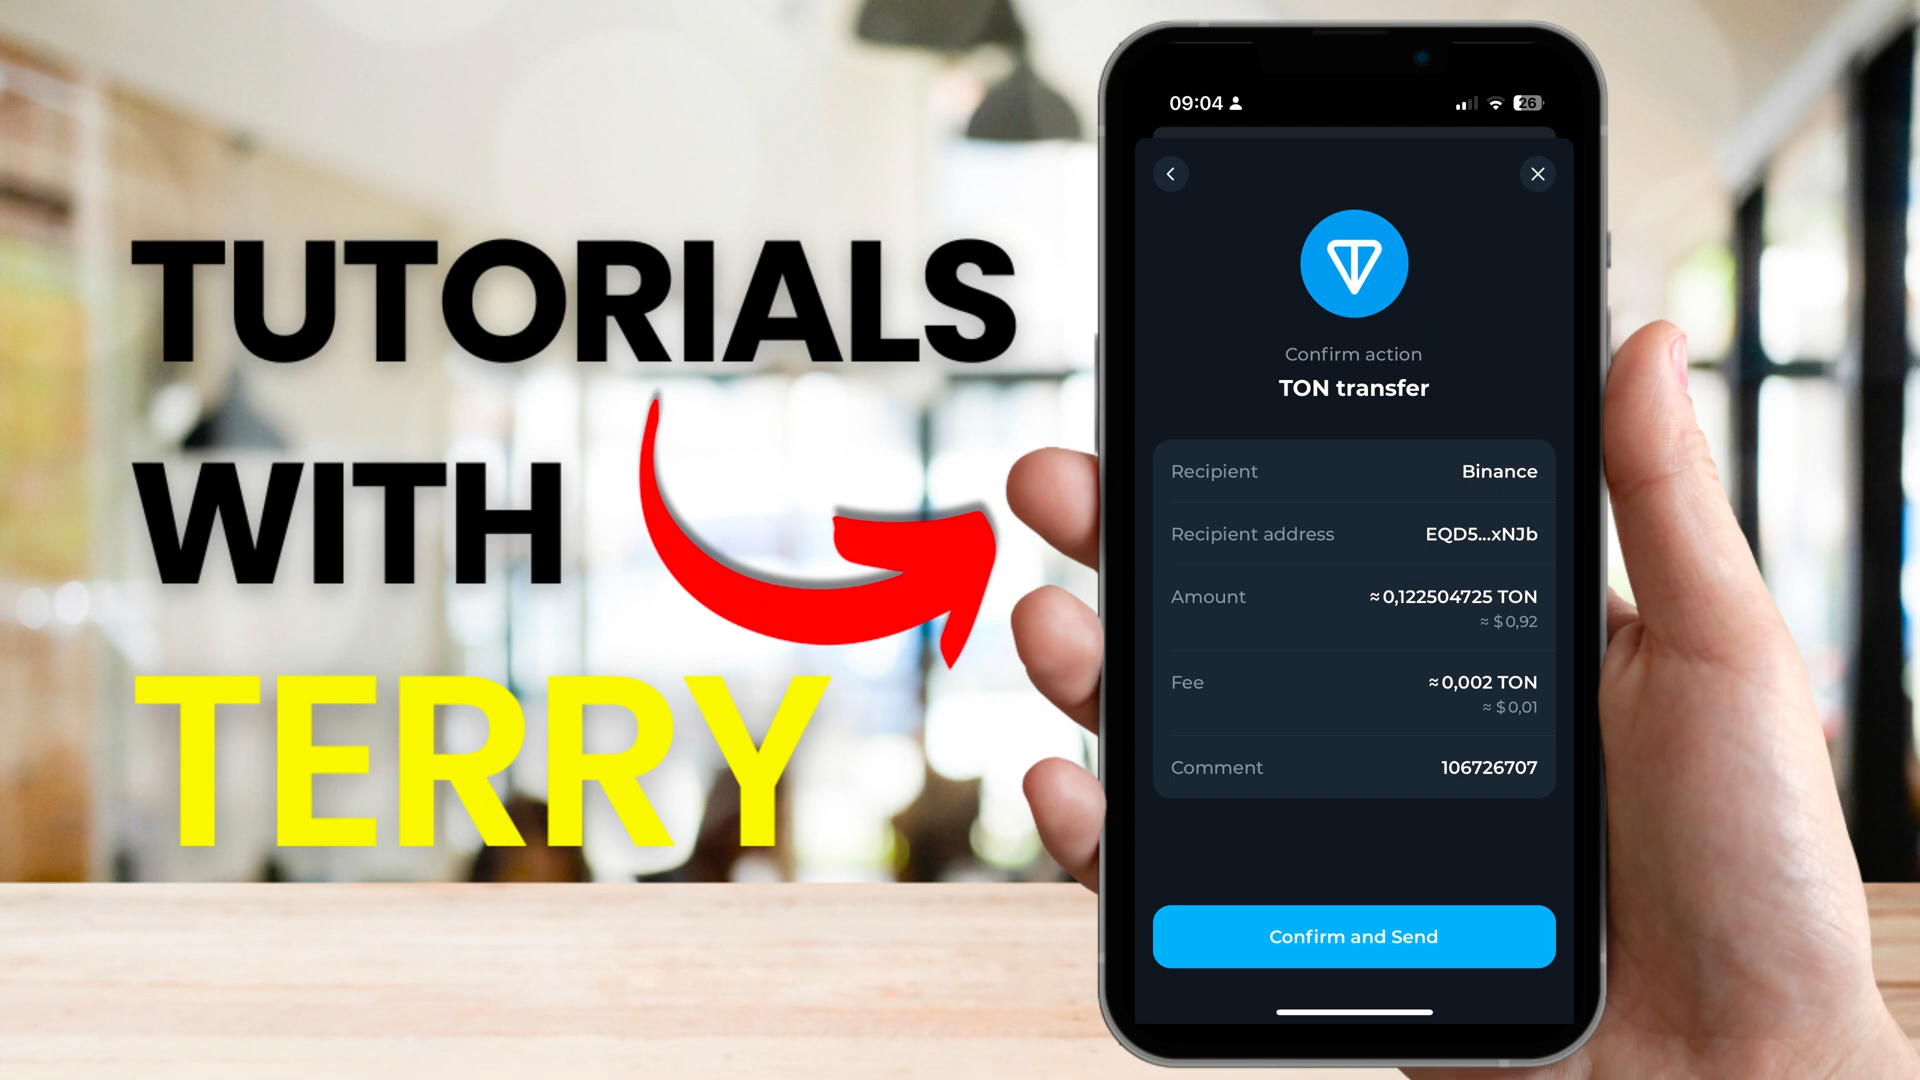 TUTORIALS
WITH
TERRY
09:04
26
Confirm action
TON transfer
Recipient Binance
Recipient address EQD5...xNJb
Amount ≈ 0,122504725 TON
≈ $ 0,92
Fee ≈ 0,002 TON
≈ $ 0,01
Comment 106726707
Confirm and Send